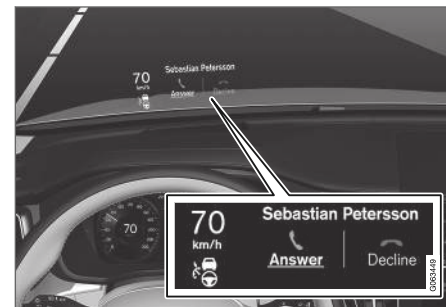 70 Sebastian Petersson
km/h Answer Decline
70
70 Sebastian Petersson
km/h
Answer Decline
G063449